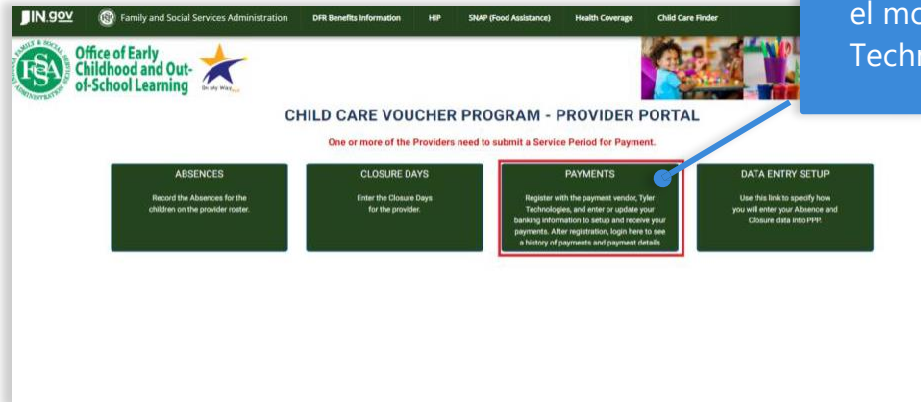 IN.gov
Family and Social Services Administration
DFR Benefits Information
HIP
SNAP (Food Assistance)
Health Coverage
Child Care Finder
el mo
Techn
FSSA
Office of Early
Childhood and Out-
of-School Learning
On My Way
CHILD CARE VOUCHER PROGRAM - PROVIDER PORTAL
One or more of the Providers need to submit a Service Period for Payment.
ABSENCES
Record the Absences for the
children on the provider roster.
CLOSURE DAYS
Enter the Closure Days
for the provider.
PAYMENTS
Register with the payment vendor, Tyler
Technologies, and enter or update your
banking information to setup and receive your
payments. After registration, login here to see
a history of payments and payment details
DATA ENTRY SETUP
Use this link to specify how
you will enter your Absence and
Closure data into PPP.